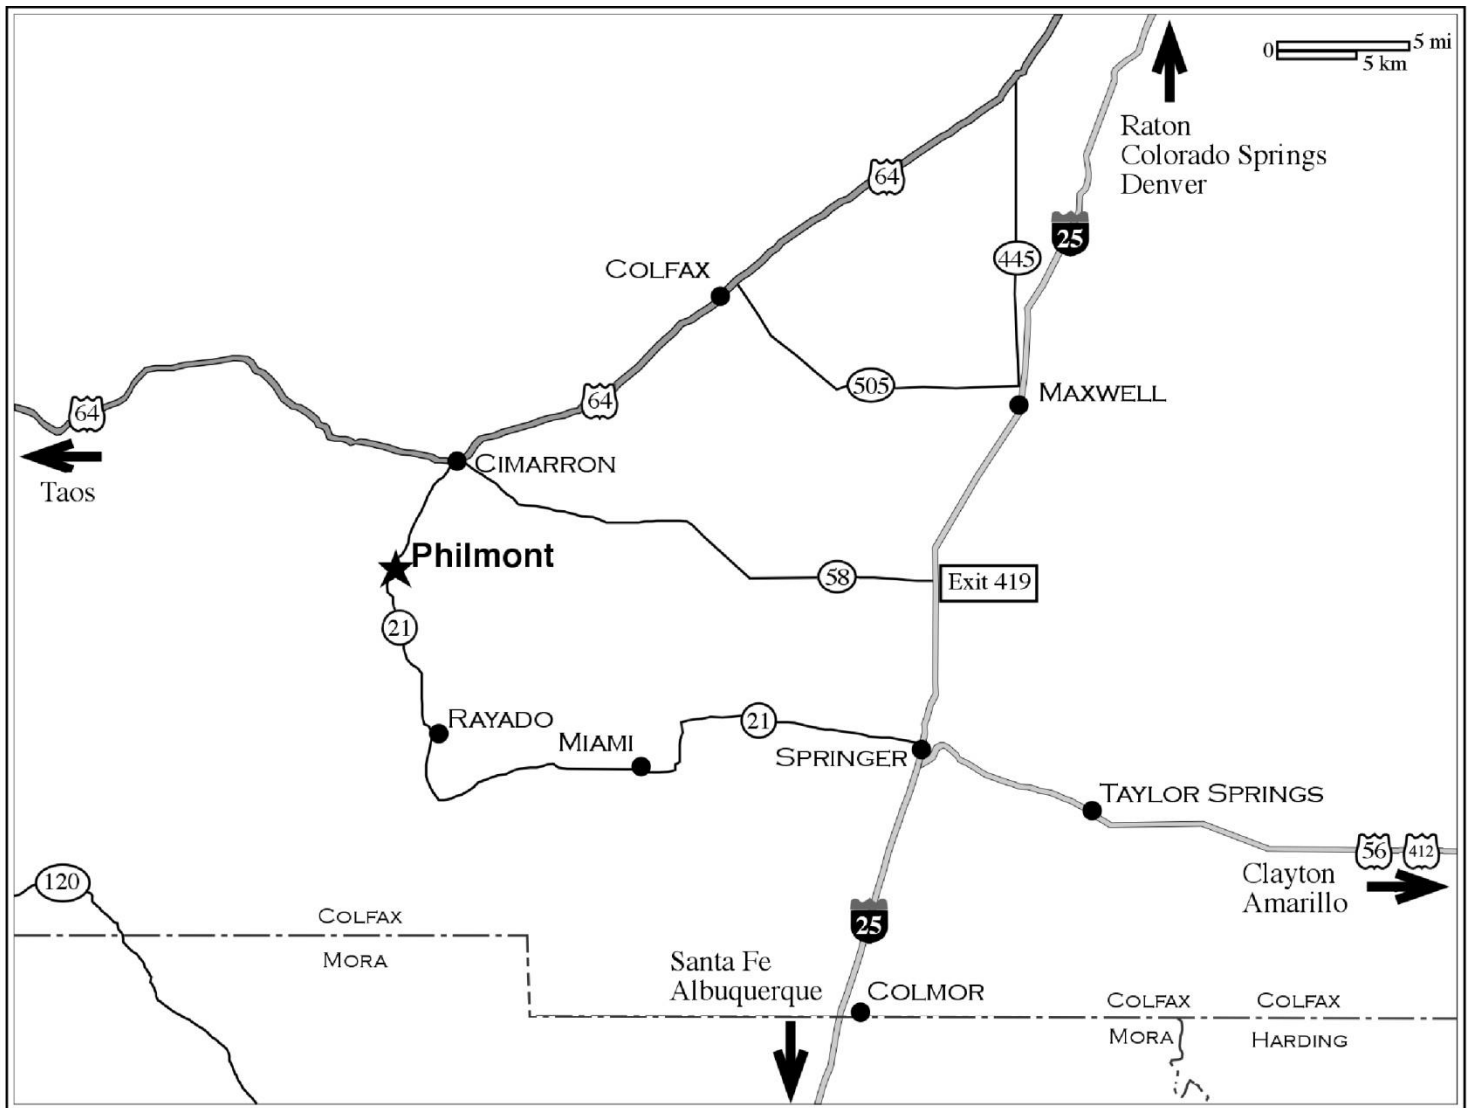 0
5 mi
5 km
Raton
Colorado Springs
Denver
64
25
445
COLFAX
505
64
MAXWELL
64
CIMARRON
Taos
Philmont
58
Exit 419
21
RAYADO
21
MIAMI
SPRINGER
TAYLOR SPRINGS
56
412
Clayton
Amarillo
120
COLFAX
MORA
25
Santa Fe
Albuquerque
COLMOR
COLFAX
MORA
COLFAX
HARDING